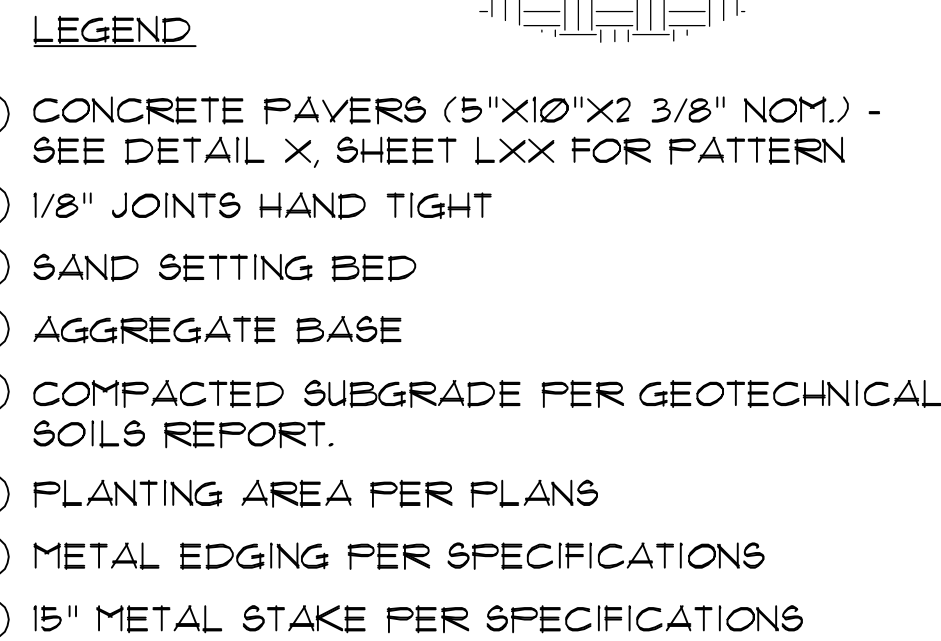 LEGEND
CONCRETE PAVERS (5"X10"X2 3/8" NOM.) -
SEE DETAIL X, SHEET LXX FOR PATTERN
1/8" JOINTS HAND TIGHT
SAND SETTING BED
AGGREGATE BASE
COMPACTED SUBGRADE PER GEOTECHNICAL
SOILS REPORT.
PLANTING AREA PER PLANS
METAL EDGING PER SPECIFICATIONS
15" METAL STAKE PER SPECIFICATIONS